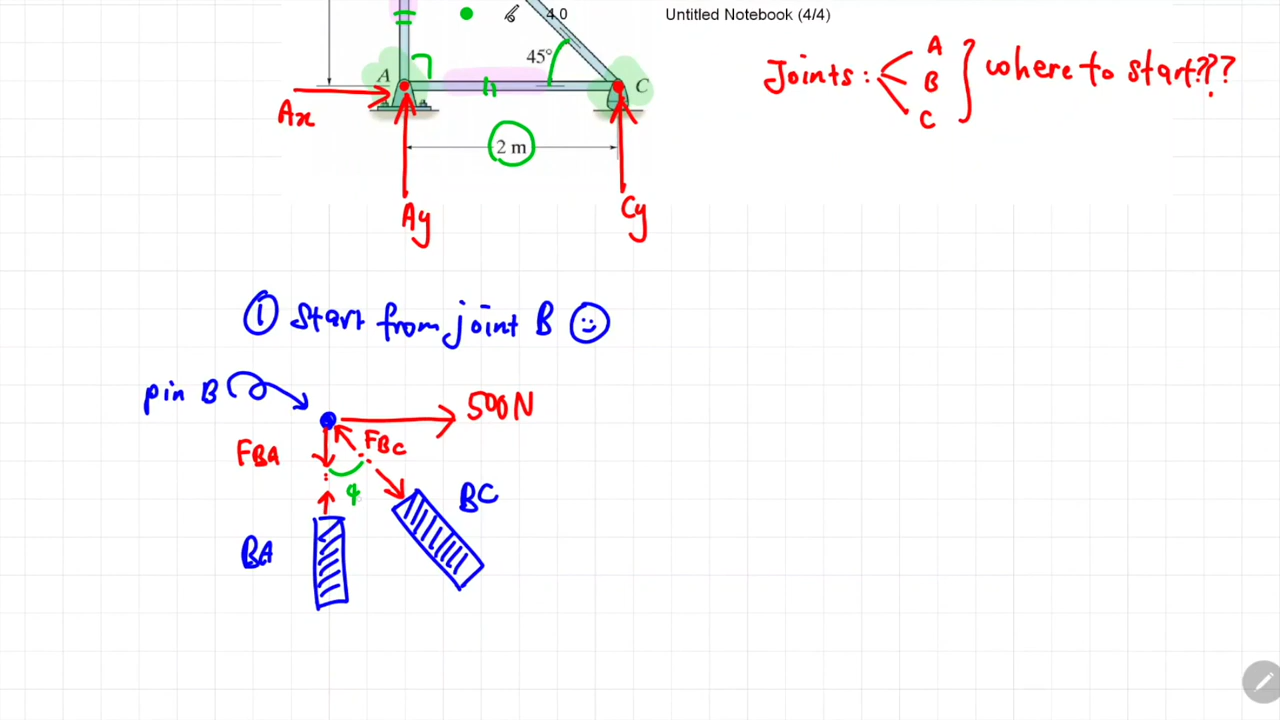 4.0
Untitled Notebook (4/4)
45°
A
C
Ax
2 m
Ay
Cy
Joints :
A
B
C
where to start???
① Start from joint B
pin B
500N
FBA
FBC
4
BC
BA